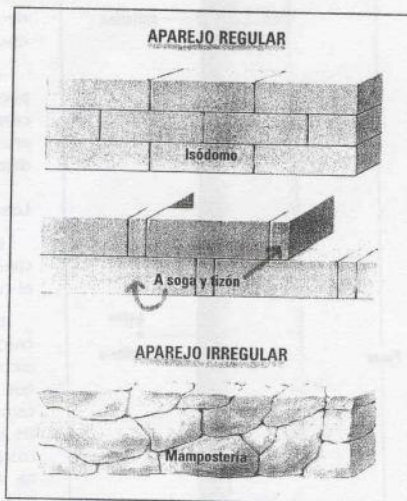 APAREJO REGULAR
Isódomo
A soga y tizón
APAREJO IRREGULAR
Mampostería